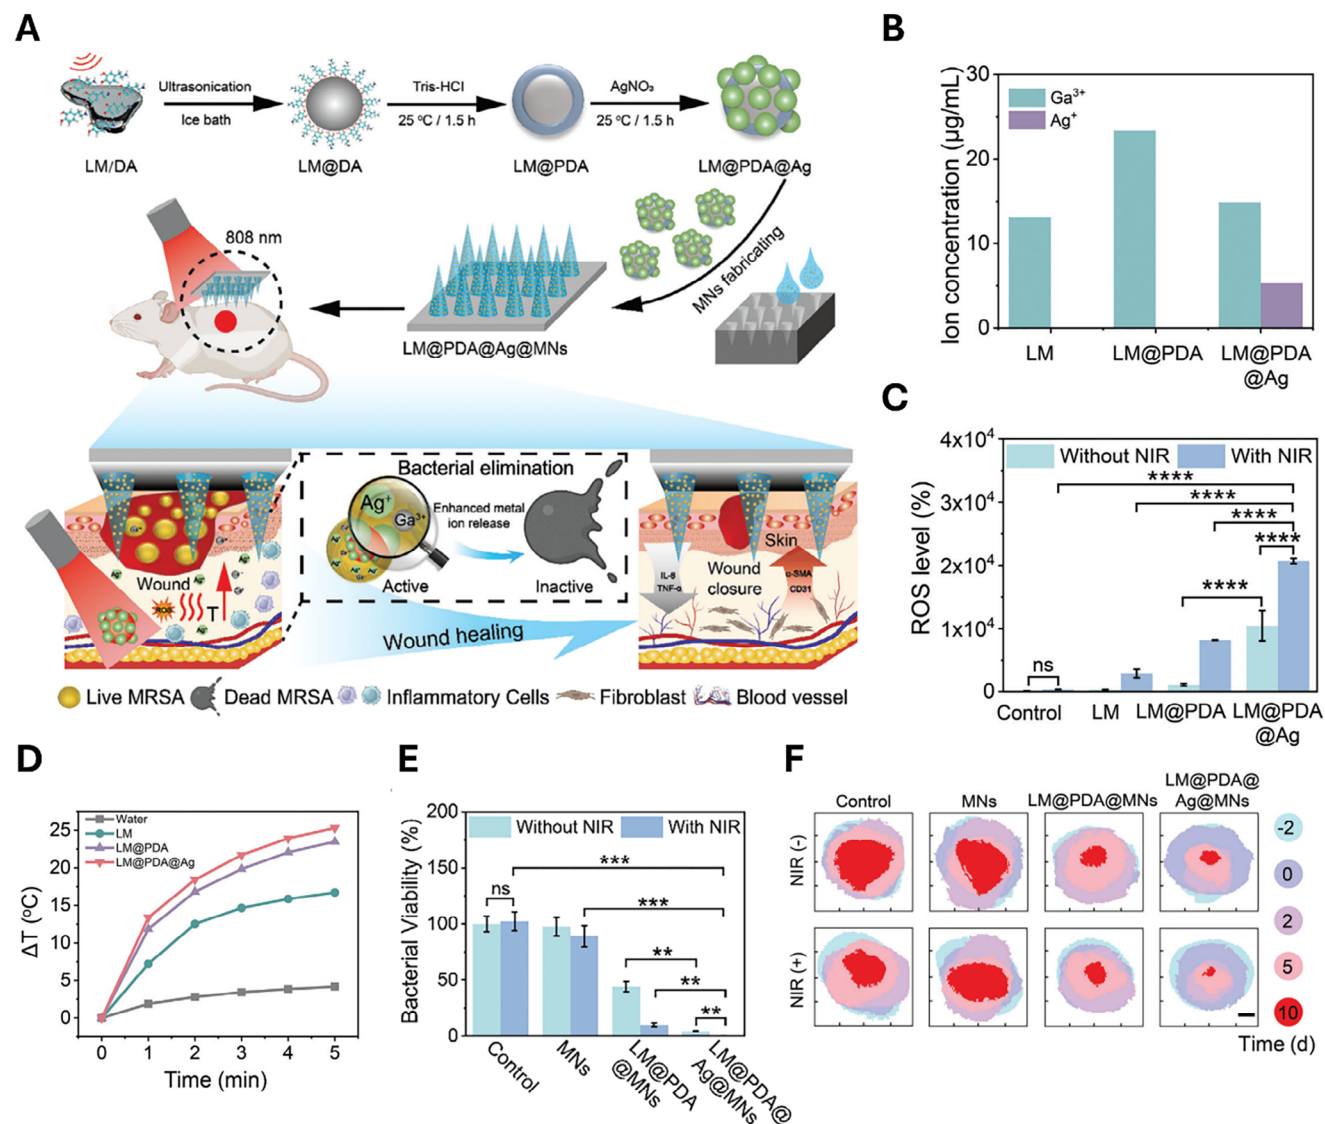 A
Ultrasonication
Ice bath
Tris-HCl
25 ºC / 1.5 h
AgNO₃
25 ºC / 1.5 h
LM/DA
LM@DA
LM@PDA
LM@PDA@Ag
808 nm
MNs fabricating
LM@PDA@Ag@MNs
Bacterial elimination
Ag⁺
Ga³⁺
Enhanced metal
ion release
Active
Inactive
Wound
ROS
T
Wound healing
Skin
Wound
closure
IL-6
TNF-α
α-SMA
CD31
Live MRSA
Dead MRSA
Inflammatory Cells
Fibroblast
Blood vessel
B
Ion concentration (µg/mL)
30
20
10
0
Ga³⁺
Ag⁺
LM
LM@PDA
LM@PDA
@Ag
C
ROS level (%)
4x10⁴
3x10⁴
2x10⁴
1x10⁴
0
Without NIR
With NIR
****
****
****
****
****
ns
Control
LM
LM@PDA
LM@PDA
@Ag
D
ΔT (ºC)
25
20
15
10
5
0
Water
LM
LM@PDA
LM@PDA@Ag
0 1 2 3 4 5
Time (min)
E
Bacterial Viability (%)
200
150
100
50
0
Without NIR
With NIR
***
***
ns
**
**
**
Control
MNs
LM@PDA
@MNs
LM@PDA@
Ag@MNs
F
Control
MNs
LM@PDA@MNs
LM@PDA@
Ag@MNs
NIR (-)
NIR (+)
-2
0
2
5
10
Time (d)